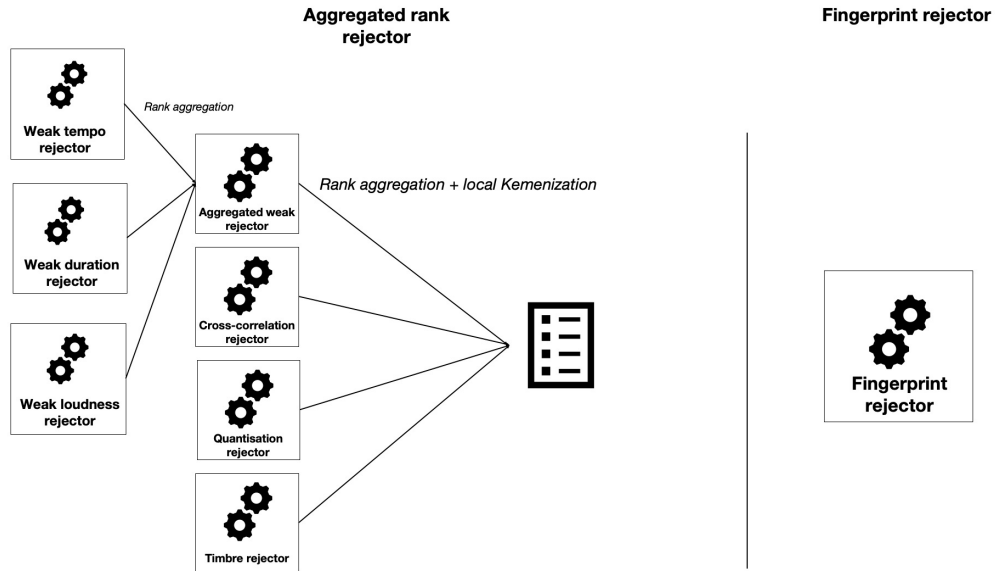 Aggregated rank
rejector
Fingerprint rejector
Weak tempo
rejector
Rank aggregation
Weak duration
rejector
Weak loudness
rejector
Aggregated weak
rejector
Rank aggregation + local Kemenization
Cross-correlation
rejector
Quantisation
rejector
Timbre rejector
Fingerprint
rejector